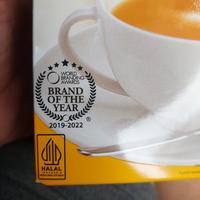 WORLD
BRANDING
AWARDS
BRAND
OF THE
YEAR
2019-2022
®
HALAL
INDONESIA